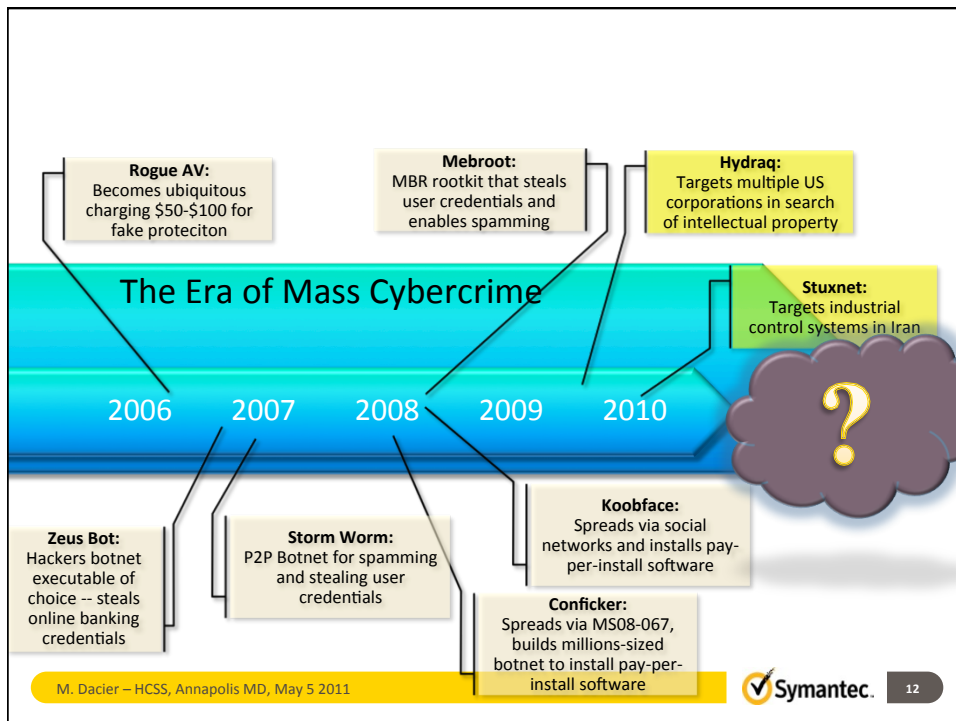 Rogue AV:
Becomes ubiquitous
charging $50-$100 for
fake proteciton
Mebroot:
MBR rootkit that steals
user credentials and
enables spamming
Hydraq:
Targets multiple US
corporations in search
of intellectual property
The Era of Mass Cybercrime
Stuxnet:
Targets industrial
control systems in Iran
2006 2007 2008 2009 2010
?
Zeus Bot:
Hackers botnet
executable of
choice -- steals
online banking
credentials
Storm Worm:
P2P Botnet for spamming
and stealing user
credentials
Koobface:
Spreads via social
networks and installs pay-
per-install software
Conficker:
Spreads via MS08-067,
builds millions-sized
botnet to install pay-per-
install software
M. Dacier – HCSS, Annapolis MD, May 5 2011
Symantec.
12